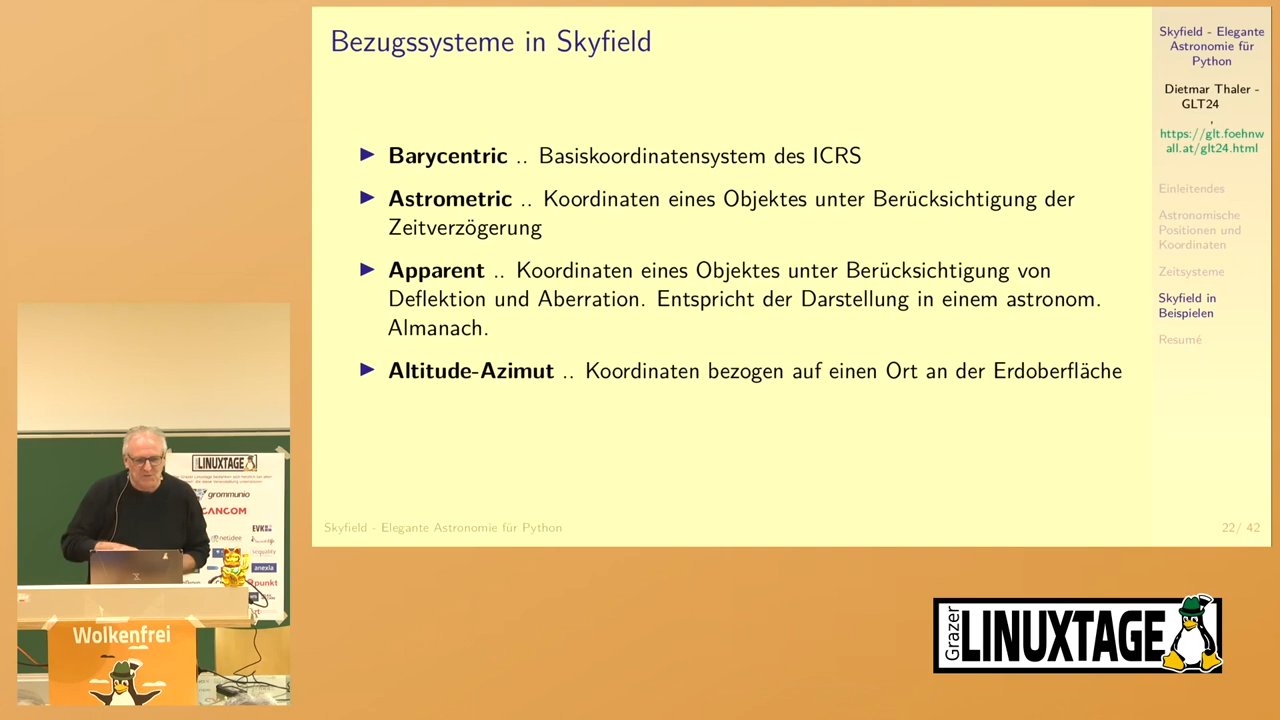 Bezugssysteme in Skyfield
▶ Barycentric .. Basiskoordinatensystem des ICRS
▶ Astrometric .. Koordinaten eines Objektes unter Berücksichtigung der
Zeitverzögerung
▶ Apparent .. Koordinaten eines Objektes unter Berücksichtigung von
Deflektion und Aberration. Entspricht der Darstellung in einem astronom.
Almanach.
▶ Altitude-Azimut .. Koordinaten bezogen auf einen Ort an der Erdoberfläche
Skyfield - Elegante Astronomie für Python
22/ 42
Skyfield - Elegante
Astronomie für
Python
Dietmar Thaler -
GLT24
,
https://glt.foehnw
all.at/glt24.html
Einleitendes
Astronomische
Positionen und
Koordinaten
Zeitsysteme
Skyfield in
Beispielen
Resumé
LINUXTAGE
grommunio
CANCOM
EVK
netidee
anexia
punkt
Wolkenfrei
Grazer
LINUXTAGE